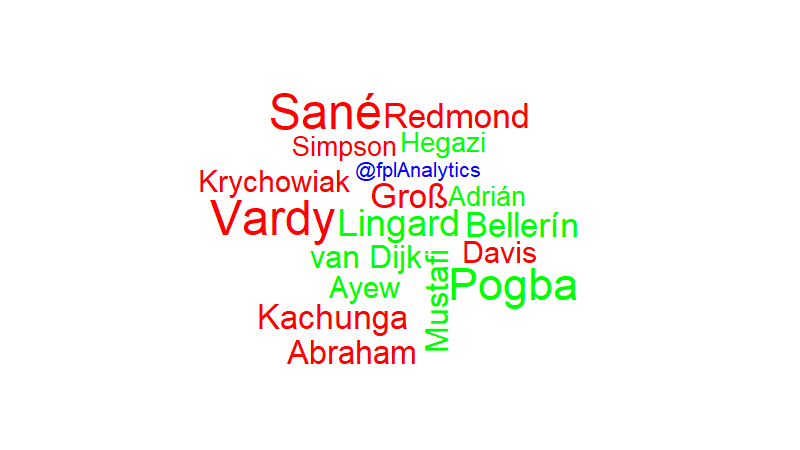 Sané
Redmond
Simpson
Hegazi
@fplAnalytics
Krychowiak
Groß
Adrián
Vardy
Lingard
Bellerín
van Dijk
Davis
Mustafi
Ayew
Pogba
Kachunga
Abraham